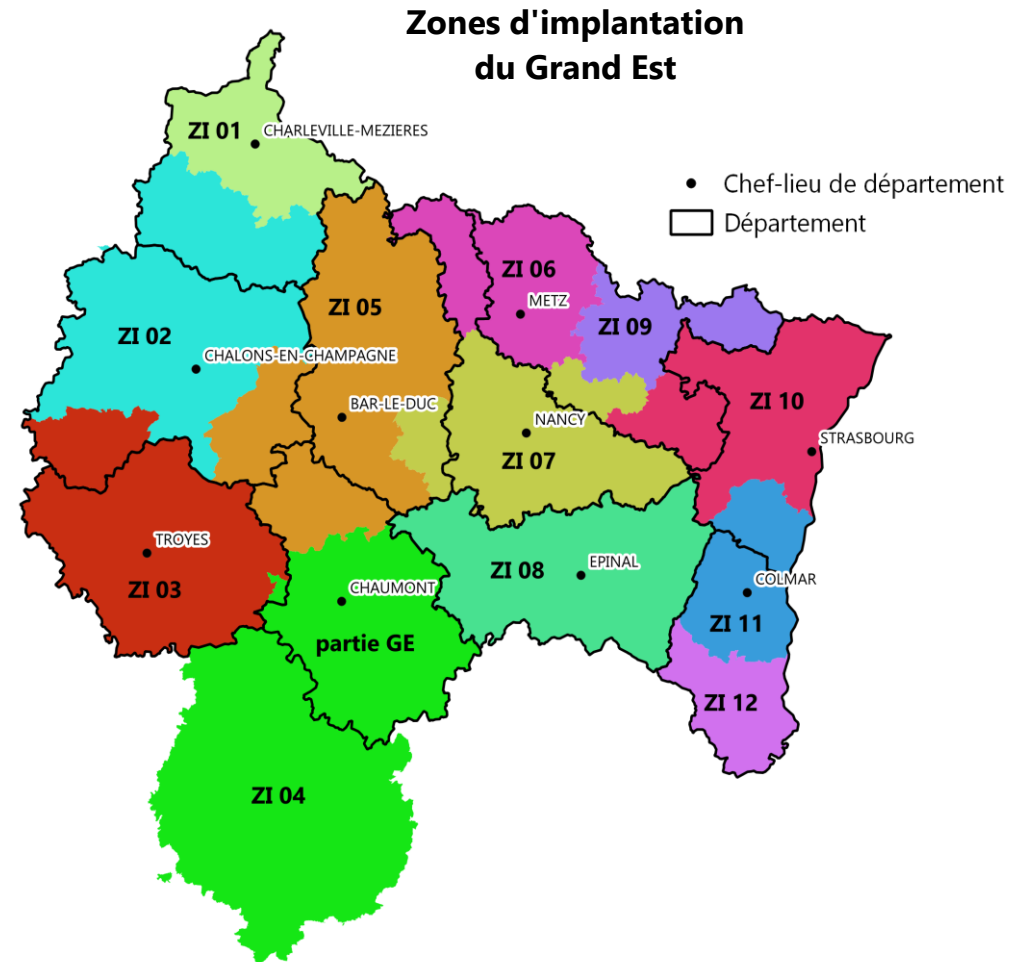 Zones d'implantation
du Grand Est
ZI 01
CHARLEVILLE-MEZIERES
Chef-lieu de département
Département
ZI 06
METZ
ZI 05
ZI 09
ZI 02
CHALONS-EN-CHAMPAGNE
BAR-LE-DUC
ZI 10
NANCY
STRASBOURG
ZI 07
TROYES
EPINAL
ZI 08
COLMAR
CHAUMONT
ZI 03
ZI 11
partie GE
ZI 12
ZI 04